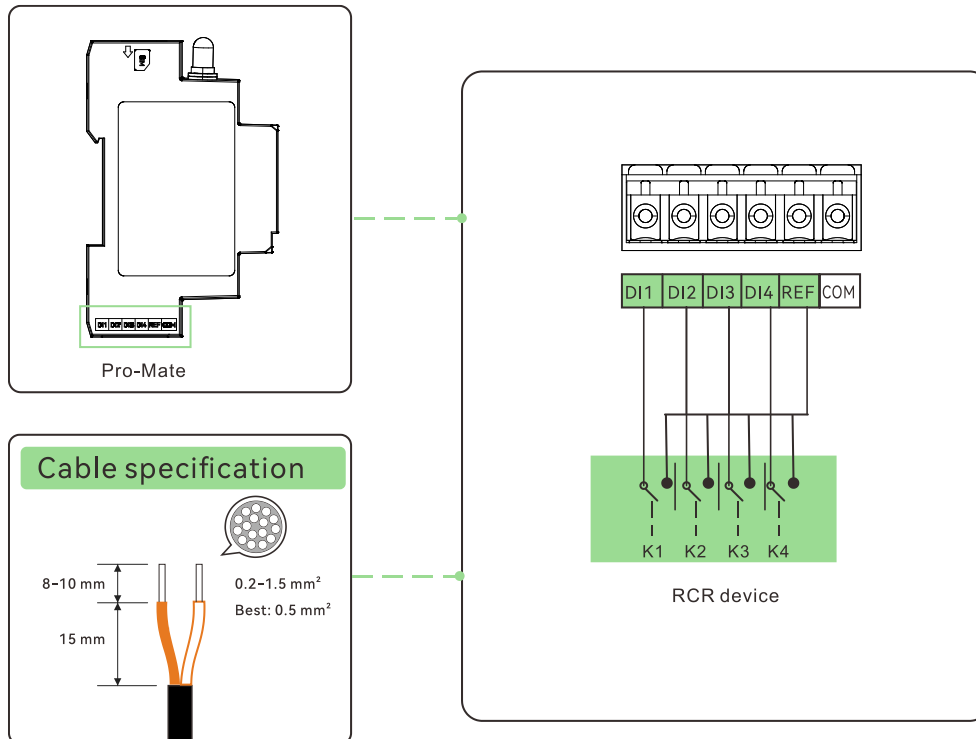 DI1 DI2 DI3 DI4 REF COM
Pro-Mate
Cable specification
8-10 mm
15 mm
0.2-1.5 mm²
Best: 0.5 mm²
DI1 DI2 DI3 DI4 REF COM
K1 K2 K3 K4
RCR device